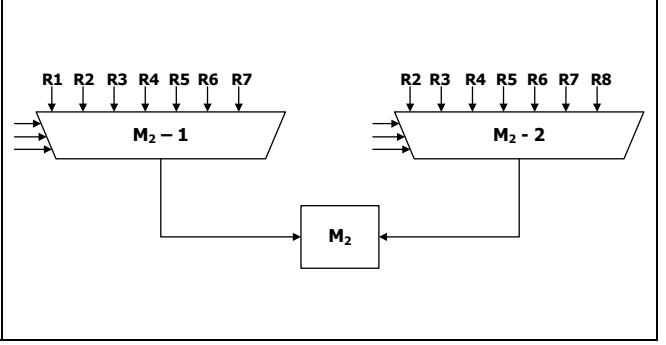 R1 R2 R3 R4 R5 R6 R7 R2 R3 R4 R5 R6 R7 R8
M₂ – 1 M₂ - 2
M₂